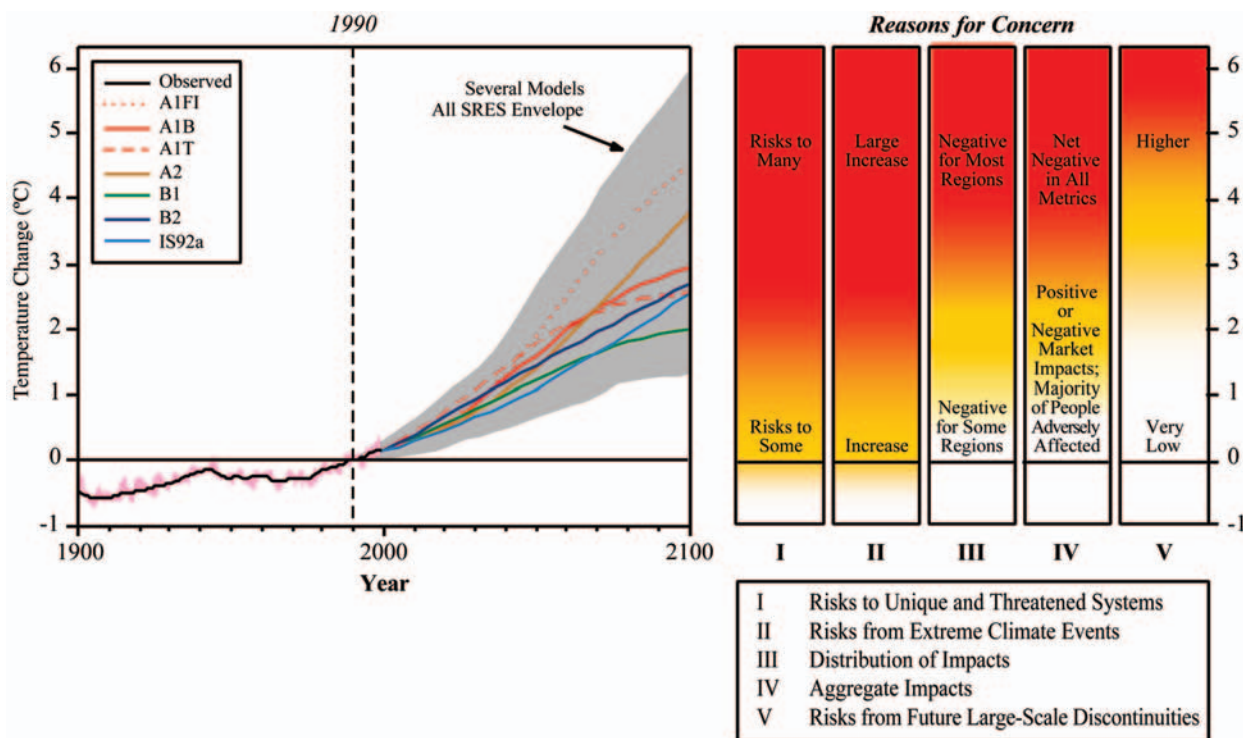 1990
6
5
4
3
2
1
0
-1
Temperature Change (ºC)
Observed
A1FI
A1B
A1T
A2
B1
B2
IS92a
Several Models
All SRES Envelope
1900
2000
2100
Year
Reasons for Concern
Risks to
Many
Risks to
Some
Large
Increase
Increase
Negative
for Most
Regions
Negative
for Some
Regions
Net
Negative
in All
Metrics
Positive
or
Negative
Market
Impacts;
Majority
of People
Adversely
Affected
Higher
Very
Low
6
5
4
3
2
1
0
-1
I
II
III
IV
V
I Risks to Unique and Threatened Systems
II Risks from Extreme Climate Events
III Distribution of Impacts
IV Aggregate Impacts
V Risks from Future Large-Scale Discontinuities